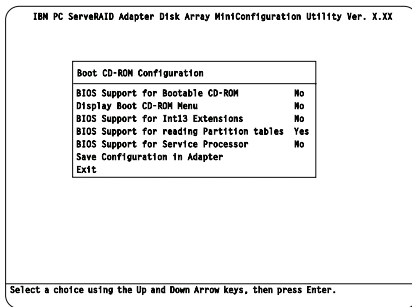 IBM PC ServeRAID Adapter Disk Array MiniConfiguration Utility Ver. X.XX
Boot CD-ROM Configuration
BIOS Support for Bootable CD-ROM No
Display Boot CD-ROM Menu No
BIOS Support for Int13 Extensions No
BIOS Support for reading Partition tables Yes
BIOS Support for Service Processor No
Save Configuration in Adapter
Exit
Select a choice using the Up and Down Arrow keys, then press Enter.